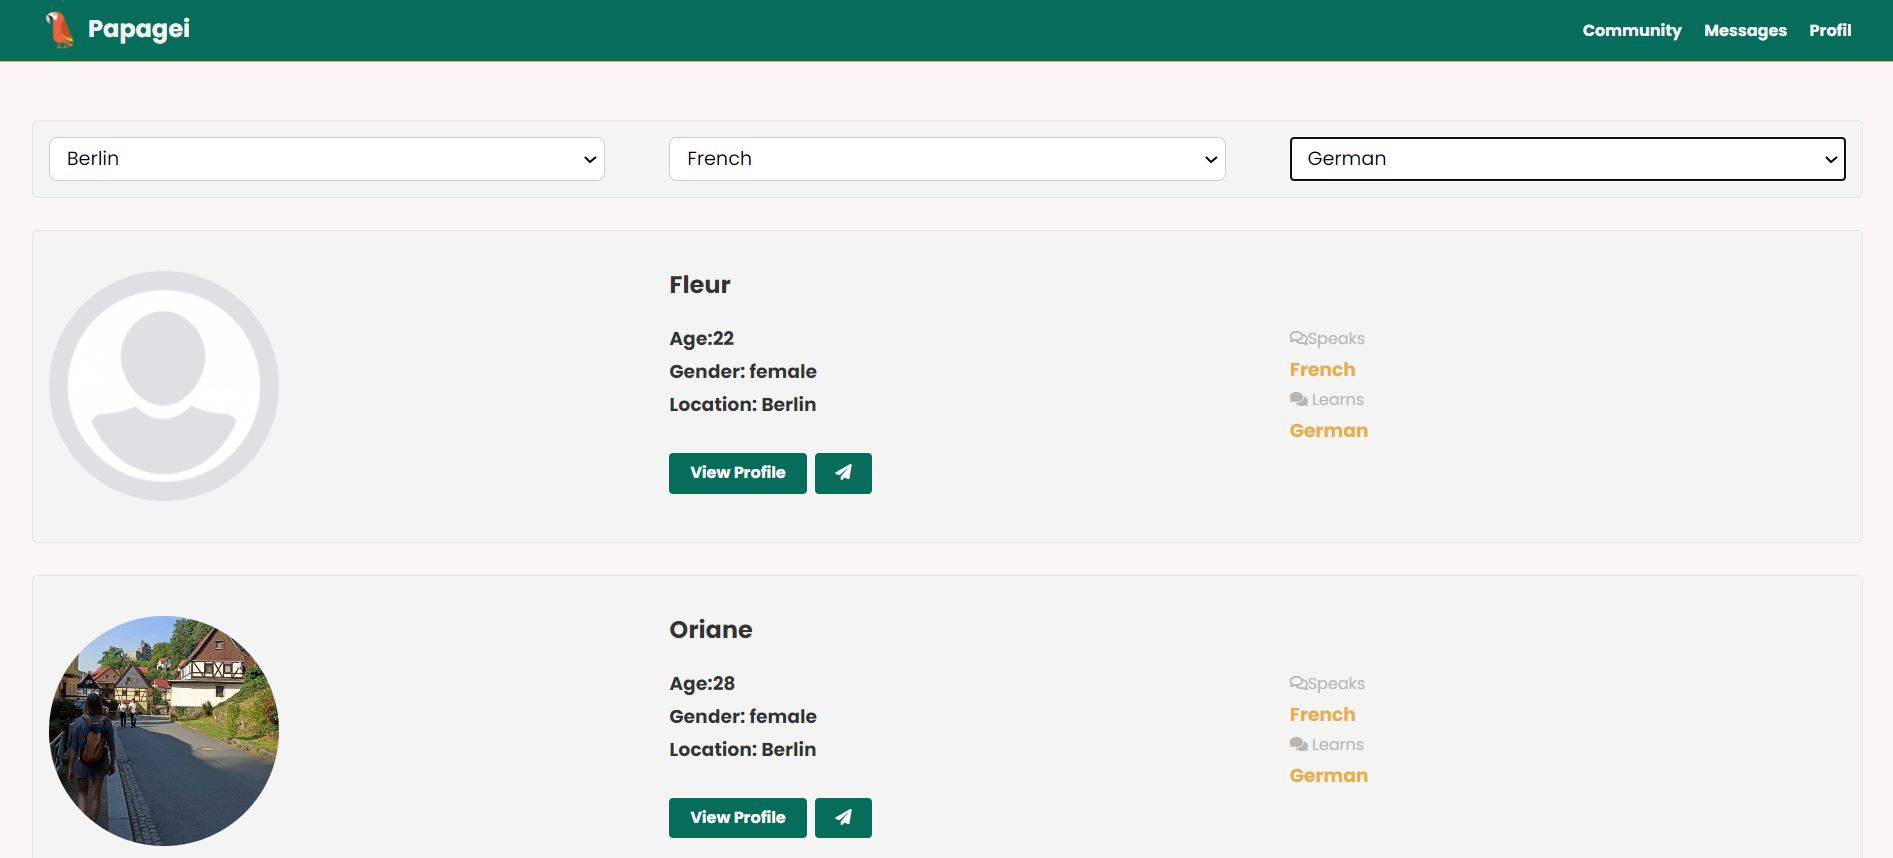 Papagei
Community Messages Profil
Berlin French German
Fleur
Age:22
Gender: female
Location: Berlin
View Profile
Speaks
French
Learns
German
Oriane
Age:28
Gender: female
Location: Berlin
View Profile
Speaks
French
Learns
German